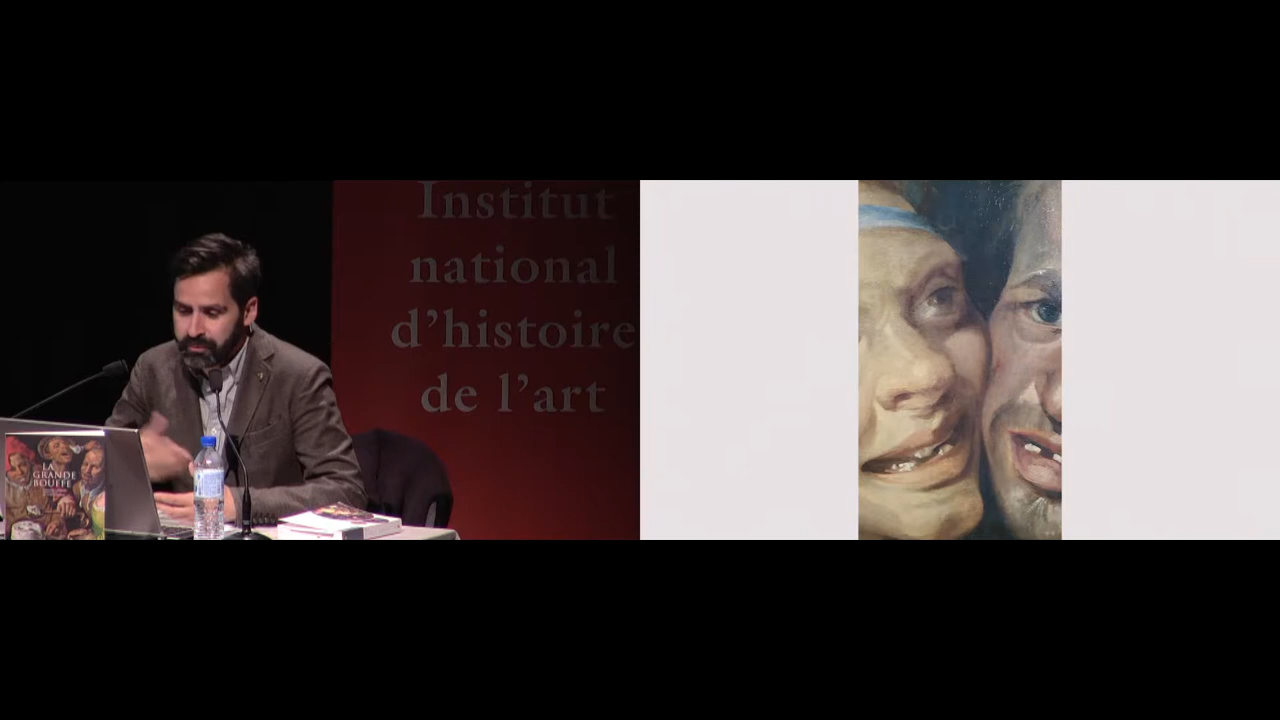 Institut
national
d'histoire
de l'art
LA
GRANDE
BOUFFE